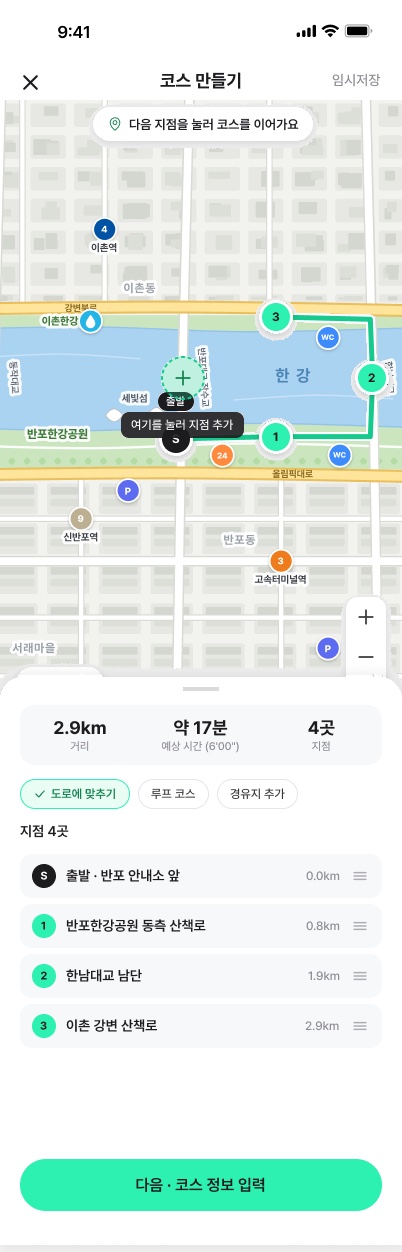 9:41
코스 만들기
임시저장
다음 지점을 눌러 코스를 이어가요
4
이촌역
이촌동
강변북로
이촌한강
3
WC
동작대교
한강
2
세빛섬
출발
여기를 눌러 지점 추가
S
반포한강공원
1
24
WC
올림픽대로
P
9
신반포역
반포동
3
고속터미널역
서래마을
P
2.9km
약 17분
4곳
거리
예상 시간 (6'00")
지점
도로에 맞추기
루프 코스
경유지 추가
지점 4곳
S
출발 · 반포 안내소 앞
0.0km
1
반포한강공원 동측 산책로
0.8km
2
한남대교 남단
1.9km
3
이촌 강변 산책로
2.9km
다음 · 코스 정보 입력